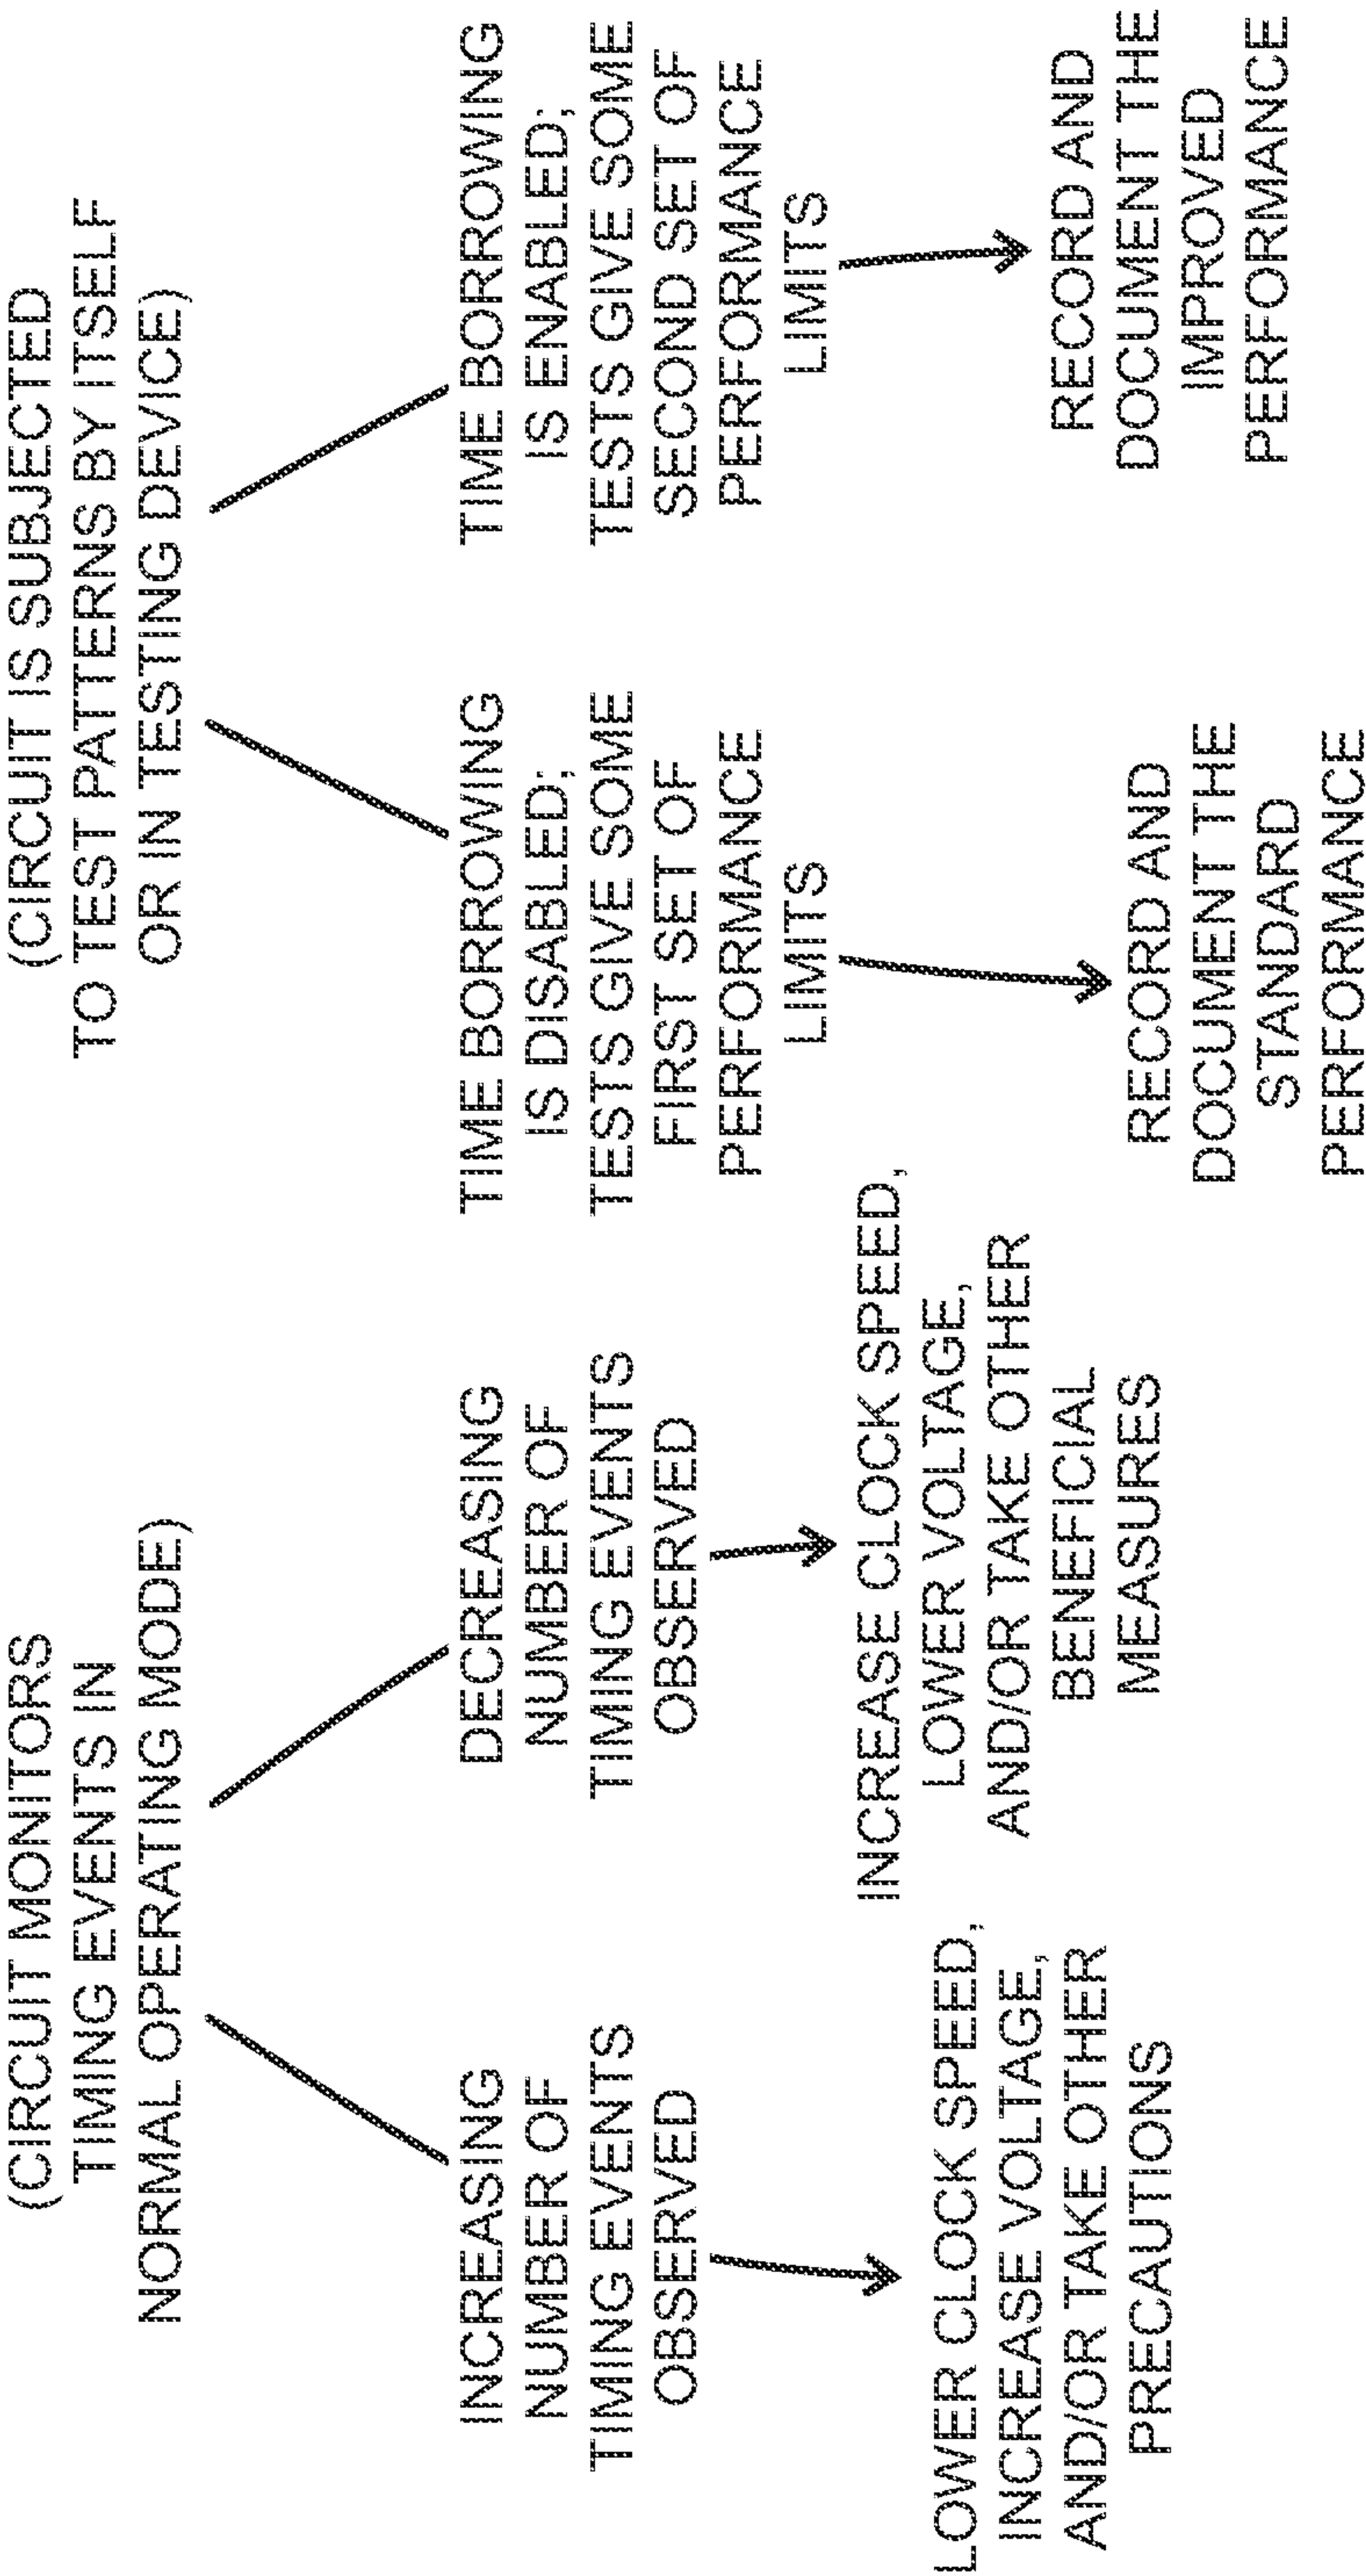 (CIRCUIT MONITORS
TIMING EVENTS IN
NORMAL OPERATING MODE)
INCREASING
NUMBER OF
TIMING EVENTS
OBSERVED
LOWER CLOCK SPEED,
INCREASE VOLTAGE,
AND/OR TAKE OTHER
PRECAUTIONS
DECREASING
NUMBER OF
TIMING EVENTS
OBSERVED
INCREASE CLOCK SPEED,
LOWER VOLTAGE,
AND/OR TAKE OTHER
BENEFICIAL
MEASURES
(CIRCUIT IS SUBJECTED
TO TEST PATTERNS BY ITSELF
OR IN TESTING DEVICE)
TIME BORROWING
IS DISABLED;
TESTS GIVE SOME
FIRST SET OF
PERFORMANCE
LIMITS
RECORD AND
DOCUMENT THE
STANDARD
PERFORMANCE
TIME BORROWING
IS ENABLED;
TESTS GIVE SOME
SECOND SET OF
PERFORMANCE
LIMITS
RECORD AND
DOCUMENT THE
IMPROVED
PERFORMANCE